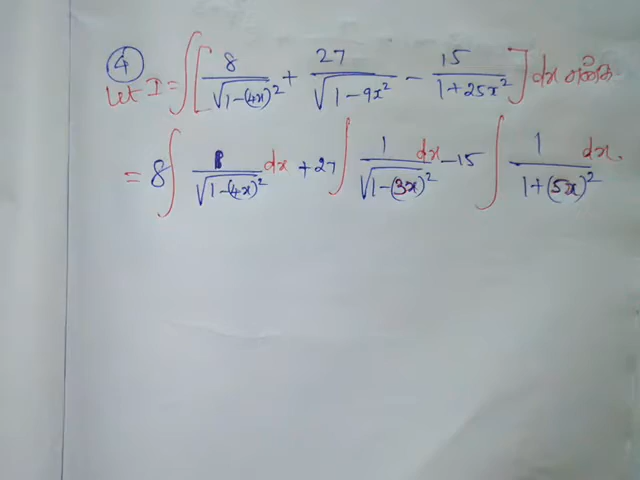 ④ Let I = ∫ [ 8/√(1-(4x)²) + 27/√(1-9x²) - 15/(1+25x²) ] dx
= 8 ∫ 1/√(1-(4x)²) dx + 27 ∫ 1/√(1-(3x)²) dx - 15 ∫ 1/(1+(5x)²) dx.